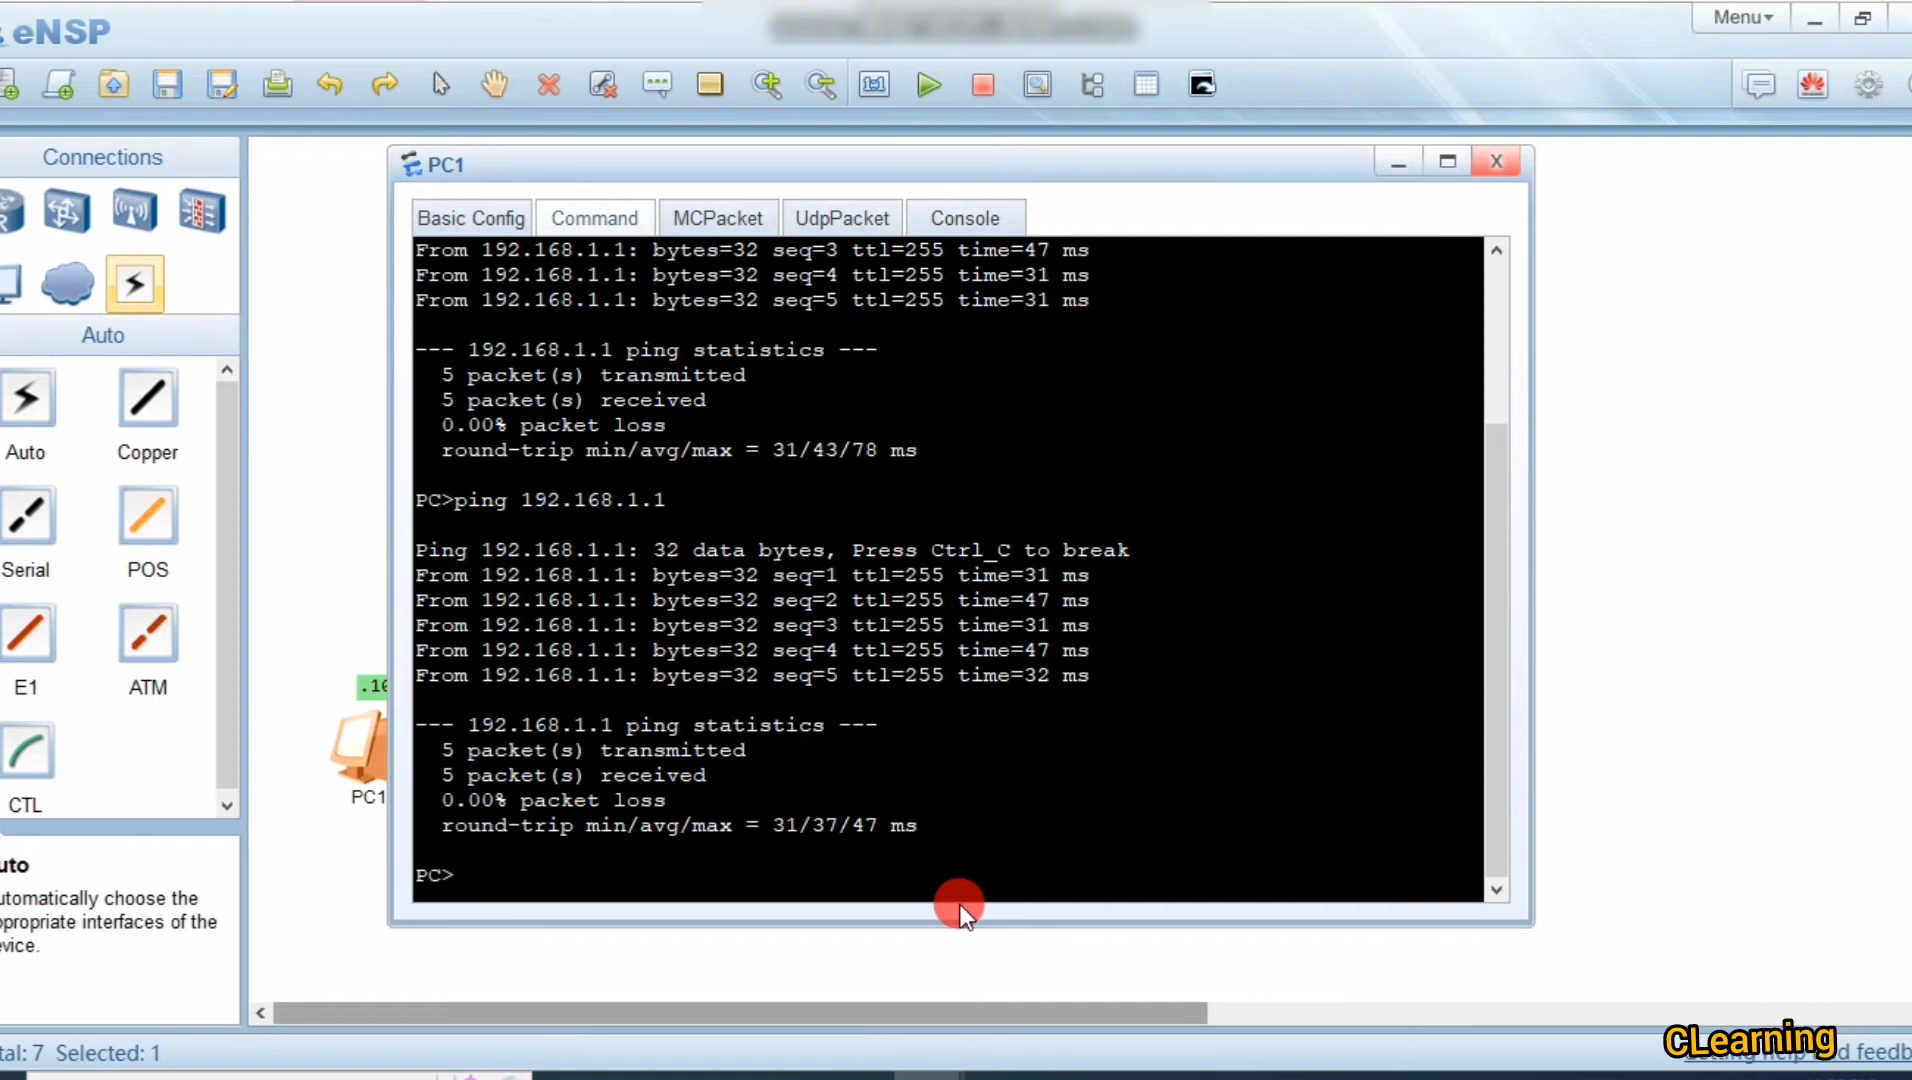 eNSP
Menu
Connections
Auto
Auto
Copper
Serial
POS
E1
ATM
CTL
uto
utomatically choose the
ppropriate interfaces of the
evice.
PC1
Basic Config
Command
MCPacket
UdpPacket
Console
From 192.168.1.1: bytes=32 seq=3 ttl=255 time=47 ms
From 192.168.1.1: bytes=32 seq=4 ttl=255 time=31 ms
From 192.168.1.1: bytes=32 seq=5 ttl=255 time=31 ms
--- 192.168.1.1 ping statistics ---
5 packet(s) transmitted
5 packet(s) received
0.00% packet loss
round-trip min/avg/max = 31/43/78 ms
PC>ping 192.168.1.1
Ping 192.168.1.1: 32 data bytes, Press Ctrl_C to break
From 192.168.1.1: bytes=32 seq=1 ttl=255 time=31 ms
From 192.168.1.1: bytes=32 seq=2 ttl=255 time=47 ms
From 192.168.1.1: bytes=32 seq=3 ttl=255 time=31 ms
From 192.168.1.1: bytes=32 seq=4 ttl=255 time=47 ms
From 192.168.1.1: bytes=32 seq=5 ttl=255 time=32 ms
--- 192.168.1.1 ping statistics ---
5 packet(s) transmitted
5 packet(s) received
0.00% packet loss
round-trip min/avg/max = 31/37/47 ms
PC>
.10
PC1
tal: 7 Selected: 1
CLearning
and feedb